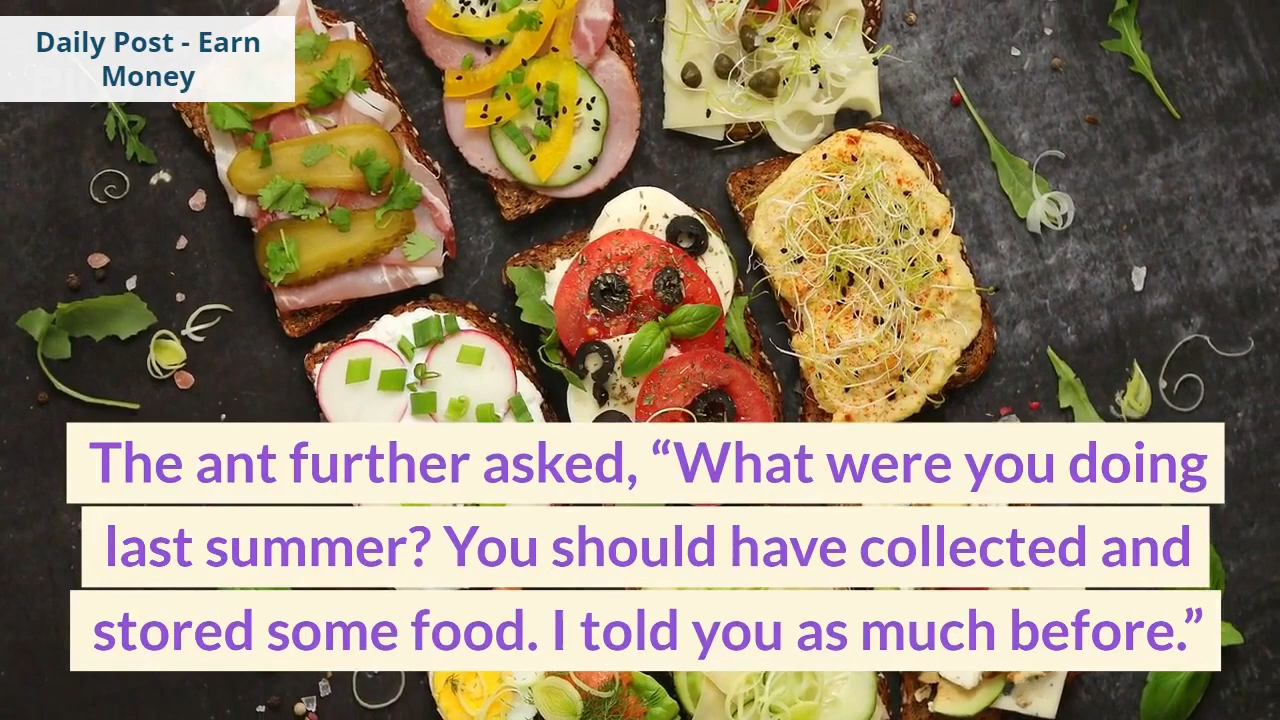 Daily Post - Earn
Money
The ant further asked, “What were you doing
last summer? You should have collected and
stored some food. I told you as much before.”